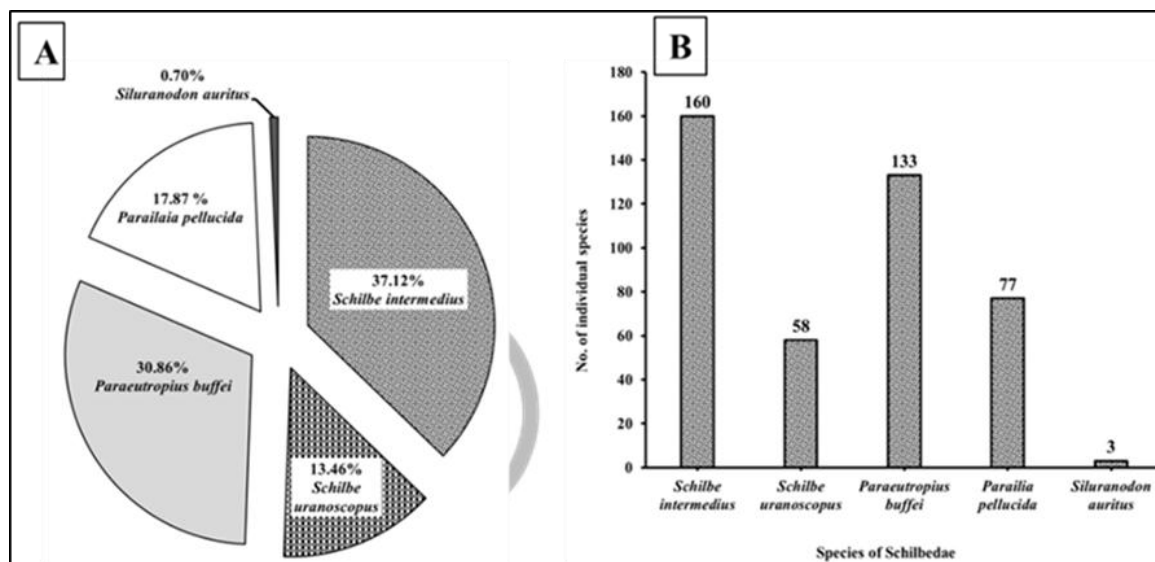 A
0.70%
Siluranodon auritus
17.87 %
Parailaia pellucida
37.12%
Schilbe intermedius
30.86%
Paraeutropius buffei
13.46%
Schilbe
uranoscopus
B
No. of individual species
180
160
140
120
100
80
60
40
20
0
160
58
133
77
3
Schilbe
intermedius
Schilbe
uranoscopus
Paraeutropius
buffei
Parailia
pellucida
Siluranodon
auritus
Species of Schilbedae